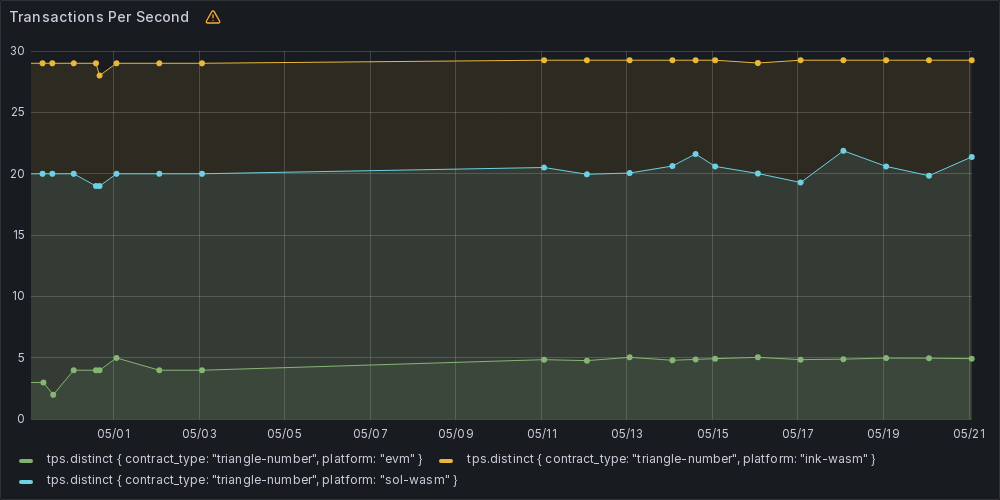 Transactions Per Second
30
25
20
15
10
5
0
05/01 05/03 05/05 05/07 05/09 05/11 05/13 05/15 05/17 05/19 05/21
tps.distinct { contract_type: "triangle-number", platform: "evm" } tps.distinct { contract_type: "triangle-number", platform: "ink-wasm" }
tps.distinct { contract_type: "triangle-number", platform: "sol-wasm" }